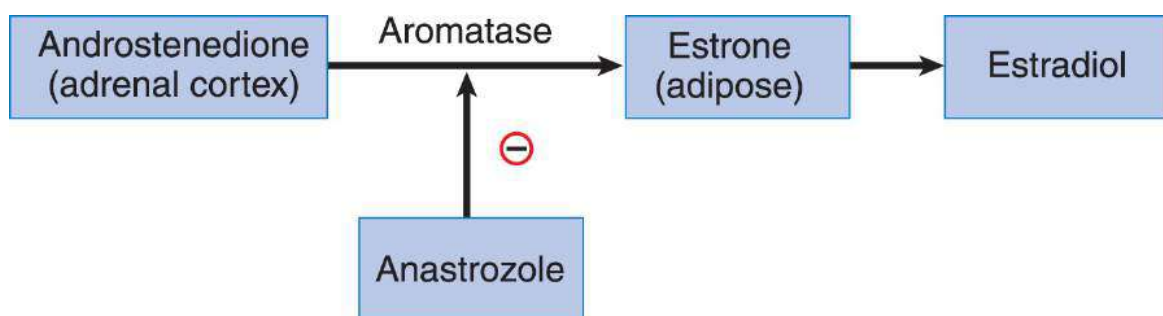 Androstenedione
(adrenal cortex)
Aromatase
Estrone
(adipose)
Estradiol
−
Anastrozole